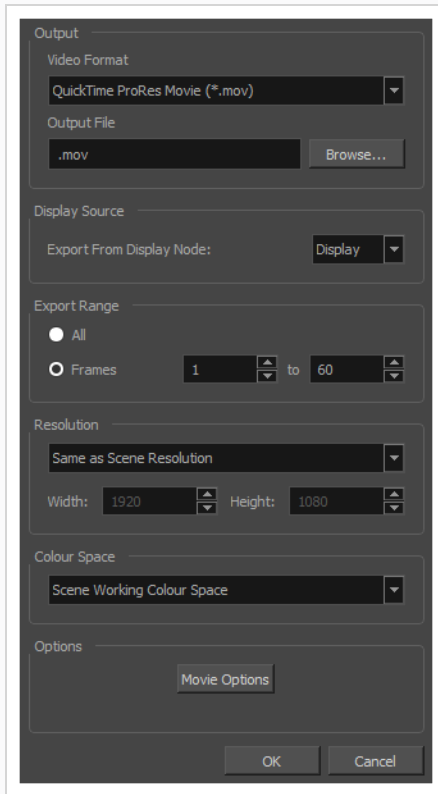 Output
Video Format
QuickTime ProRes Movie (*.mov)
Output File
.mov Browse...
Display Source
Export From Display Node: Display
Export Range
All
Frames 1 to 60
Resolution
Same as Scene Resolution
Width: 1920 Height: 1080
Colour Space
Scene Working Colour Space
Options
Movie Options
OK Cancel